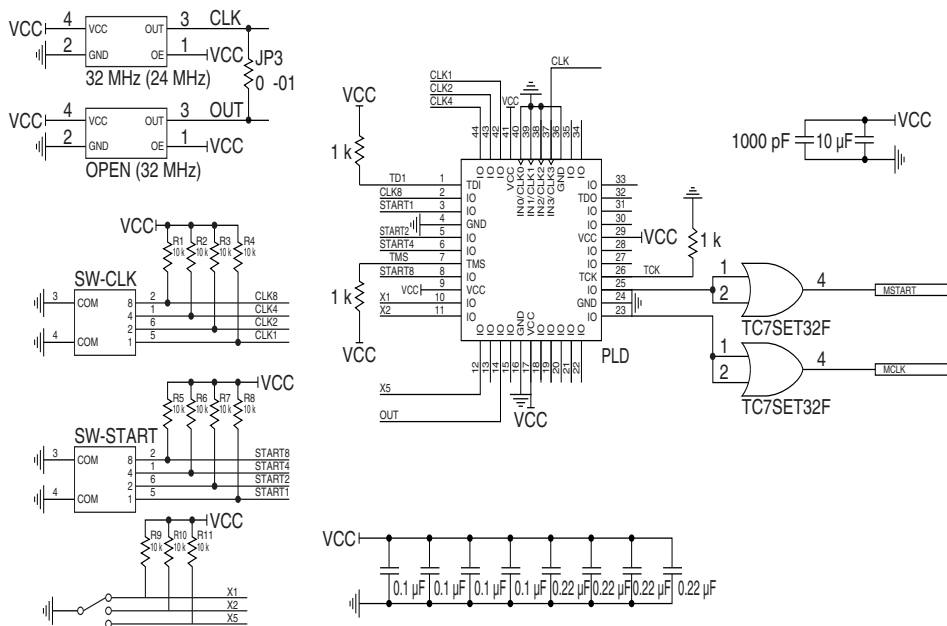 VCC 4 VCC OUT 3 CLK
2 GND OE 1 VCC
32 MHz (24 MHz)
JP3
0 -01
VCC 4 VCC OUT 3 OUT
2 GND OE 1 VCC
OPEN (32 MHz)
VCC
R1 10 k R2 10 k R3 10 k R4 10 k
SW-CLK
3 COM 8 2 CLK8
4 1 CLK4
2 6 CLK2
4 COM 1 5 CLK1
VCC
R5 10 k R6 10 k R7 10 k R8 10 k
SW-START
3 COM 8 2 START8
4 1 START4
2 6 START2
4 COM 1 5 START1
VCC
R9 10 k R10 10 k R11 10 k
X1
X2
X5
VCC
1 k
CLK1
CLK2
CLK4
VCC
CLK
44 43 42 41 40 39 38 37 36 35 34
IO IO IO VCC IN0/CLK0 IN1/CLK1 IN2/CLK2 IN3/CLK3 GND IO IO
TD1 1 TDI
CLK8 2 IO
START1 3 IO
4 GND
START2 5 IO
START4 6 IO
TMS 7 TMS
START8 8 IO
VCC 9 VCC
X1 10 IO
X2 11 IO
1 k
VCC
IO 33
TDO 32
IO 31
IO 30
VCC 29 VCC
IO 28
IO 27
TCK 26 TCK
IO 25
GND 24
IO 23
1 k
IO IO IO IO GND VCC IO IO IO IO IO
12 13 14 15 16 17 18 19 20 21 22
PLD
X5
OUT
VCC
1000 pF 10 µF VCC
1
2 4 MSTART
TC7SET32F
1
2 4 MCLK
TC7SET32F
VCC
0.1 µF 0.1 µF 0.1 µF 0.1 µF 0.22 µF 0.22 µF 0.22 µF 0.22 µF